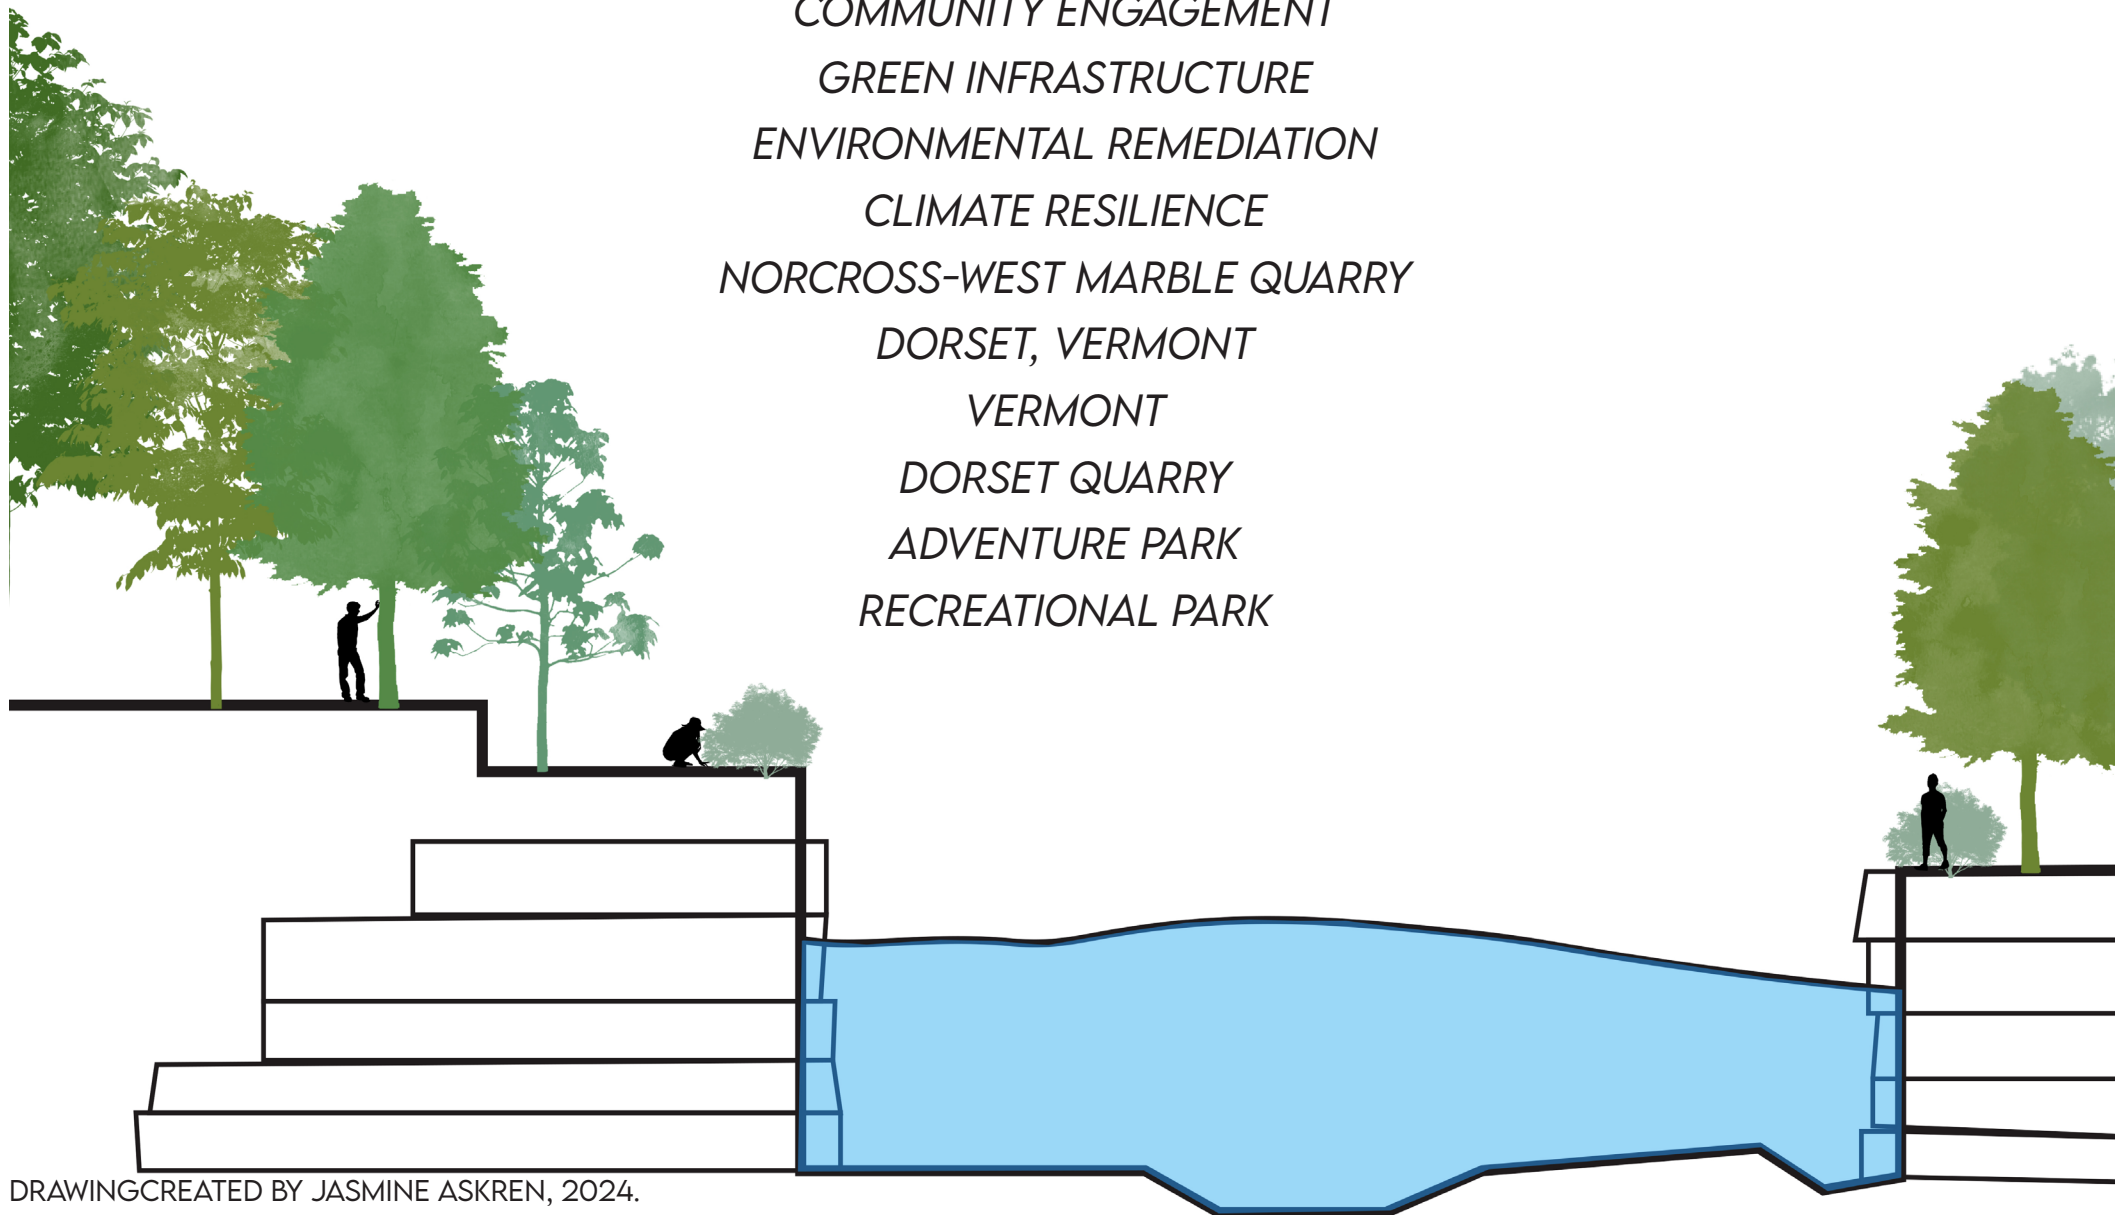 COMMUNITY ENGAGEMENT
GREEN INFRASTRUCTURE
ENVIRONMENTAL REMEDIATION
CLIMATE RESILIENCE
NORCROSS-WEST MARBLE QUARRY
DORSET, VERMONT
VERMONT
DORSET QUARRY
ADVENTURE PARK
RECREATIONAL PARK
DRAWINGCREATED BY JASMINE ASKREN, 2024.